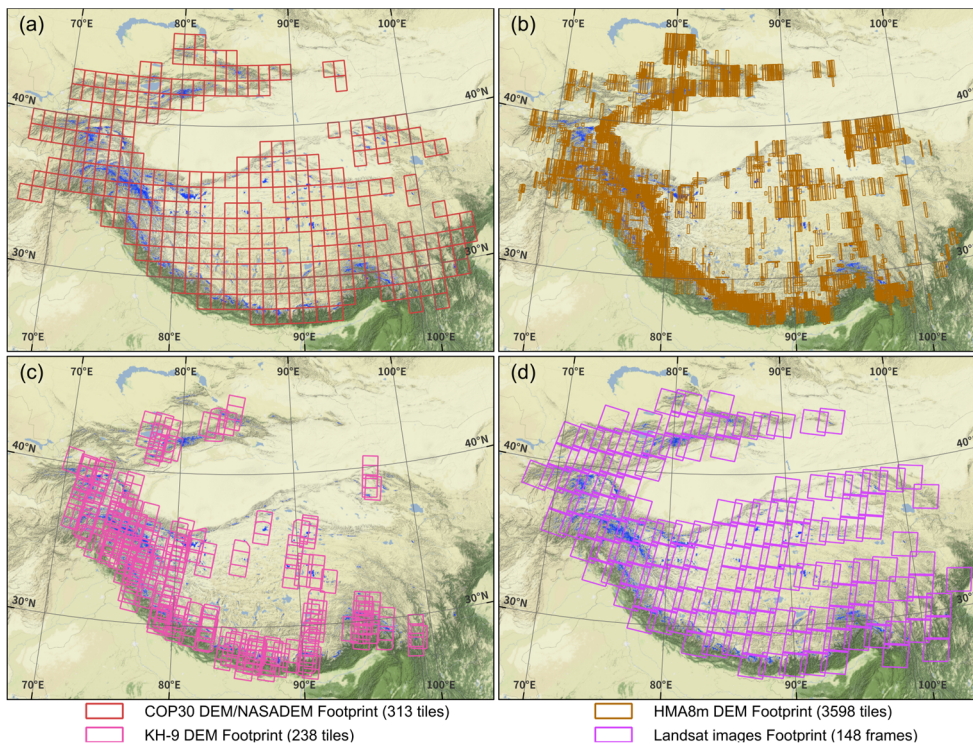 (a)
(b)
70°E
80°E
90°E
100°E
70°E
80°E
90°E
100°E
40°N
40°N
40°N
40°N
30°N
30°N
30°N
30°N
70°E
80°E
90°E
100°E
70°E
80°E
90°E
100°E
(c)
(d)
70°E
80°E
90°E
100°E
70°E
80°E
90°E
100°E
40°N
40°N
40°N
40°N
30°N
30°N
30°N
30°N
70°E
80°E
90°E
100°E
70°E
80°E
90°E
100°E
COP30 DEM/NASADEM Footprint (313 tiles)
HMA8m DEM Footprint (3598 tiles)
KH-9 DEM Footprint (238 tiles)
Landsat images Footprint (148 frames)